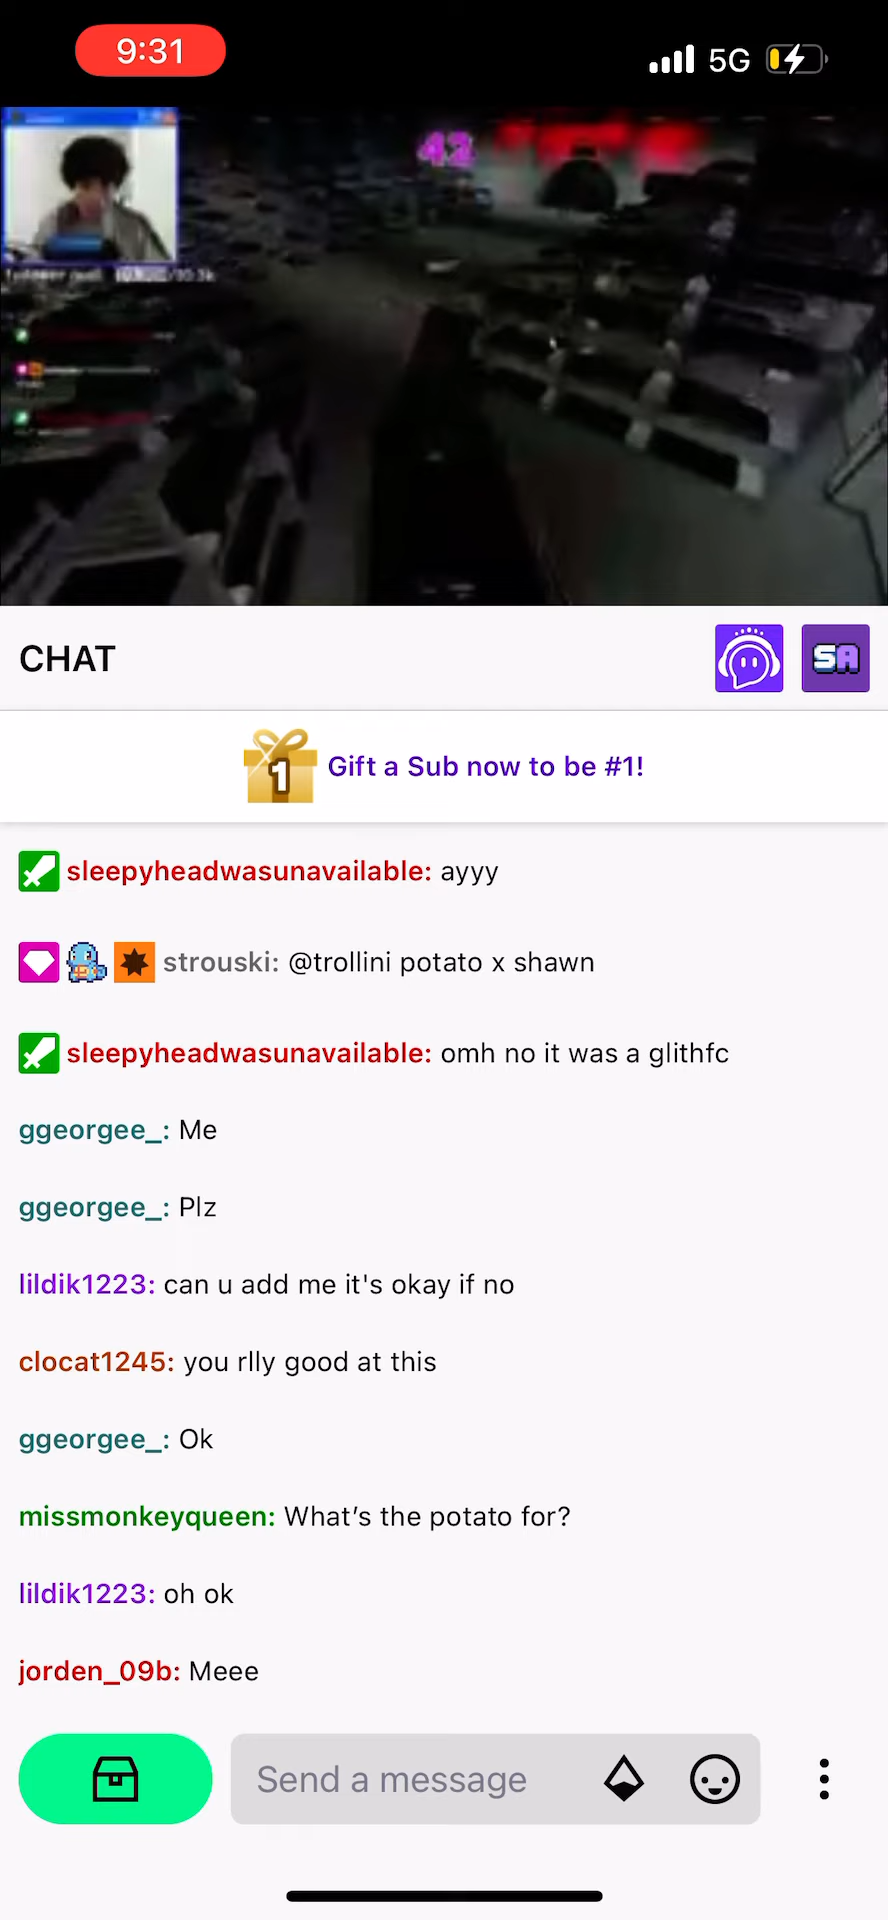 9:31
5G
42
CHAT
SA
1
Gift a Sub now to be #1!
sleepyheadwasunavailable: ayyy
strouski: @trollini potato x shawn
sleepyheadwasunavailable: omh no it was a glithfc
ggeorgee_: Me
ggeorgee_: Plz
lildik1223: can u add me it's okay if no
clocat1245: you rlly good at this
ggeorgee_: Ok
missmonkeyqueen: What’s the potato for?
lildik1223: oh ok
jorden_09b: Meee
Send a message